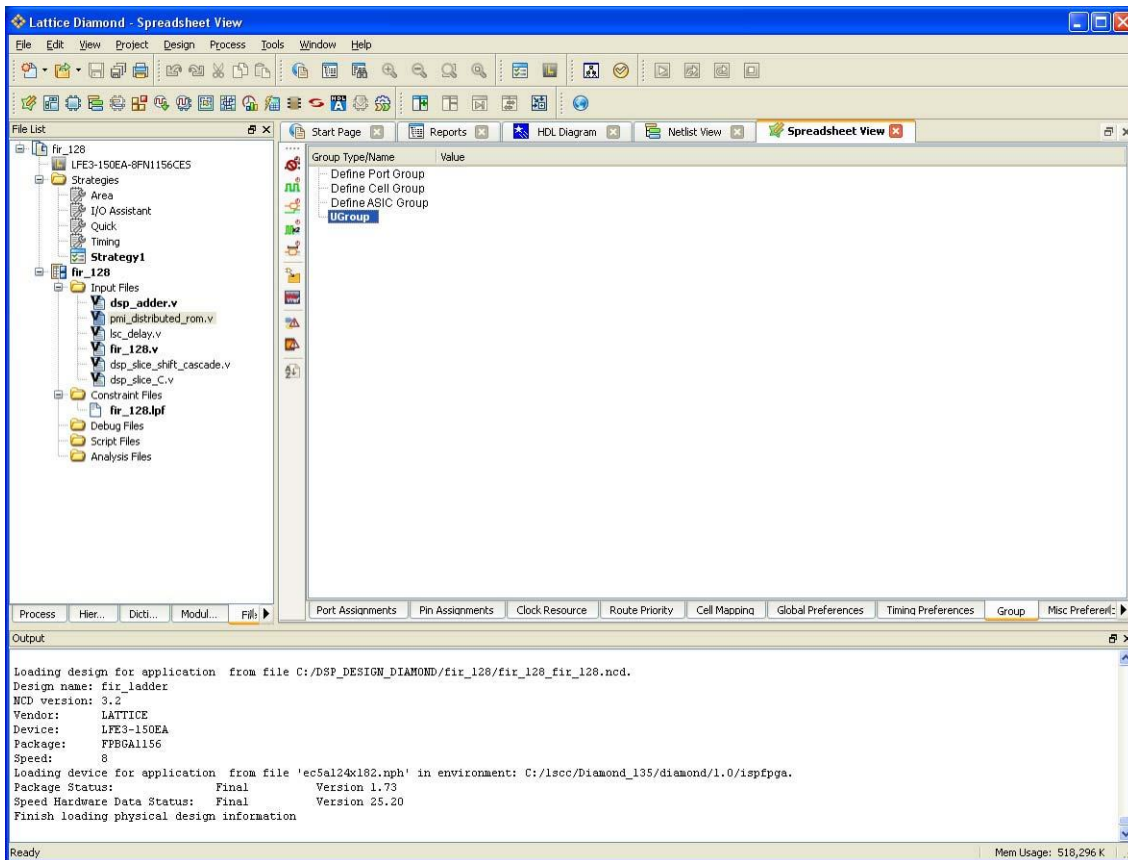 Lattice Diamond - Spreadsheet View
File Edit View Project Design Process Tools Window Help
File List
fir_128
LFE3-150EA-8FN1156CES
Strategies
Area
I/O Assistant
Quick
Timing
Strategy1
fir_128
Input Files
dsp_adder.v
pmi_distributed_rom.v
lsc_delay.v
fir_128.v
dsp_slice_shift_cascade.v
dsp_slice_C.v
Constraint Files
fir_128.lpf
Debug Files
Script Files
Analysis Files
Process Hier... Dicti... Modul... File
Start Page Reports HDL Diagram Netlist View Spreadsheet View
Group Type/Name Value
Define Port Group
Define Cell Group
Define ASIC Group
UGroup
Port Assignments Pin Assignments Clock Resource Route Priority Cell Mapping Global Preferences Timing Preferences Group Misc Preferen
Output
Loading design for application from file C:/DSP_DESIGN_DIAMOND/fir_128/fir_128_fir_128.ncd.
Design name: fir_ladder
NCD version: 3.2
Vendor: LATTICE
Device: LFE3-150EA
Package: FPBGA1156
Speed: 8
Loading device for application from file 'ec5a124x182.nph' in environment: C:/lscc/Diamond_135/diamond/1.0/ispfpga.
Package Status: Final Version 1.73
Speed Hardware Data Status: Final Version 25.20
Finish loading physical design information
Ready
Mem Usage: 518,296 K